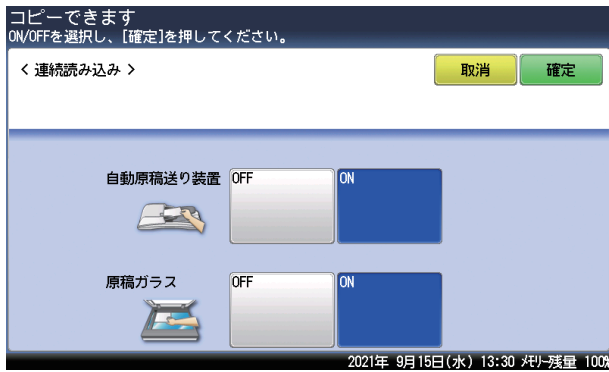 コピーできます
ON/OFFを選択し、[確定]を押してください。
< 連続読み込み >
取消
確定
自動原稿送り装置
OFF
ON
原稿ガラス
OFF
ON
2021年 9月15日(水) 13:30 ﾒﾓﾘｰ残量 100%